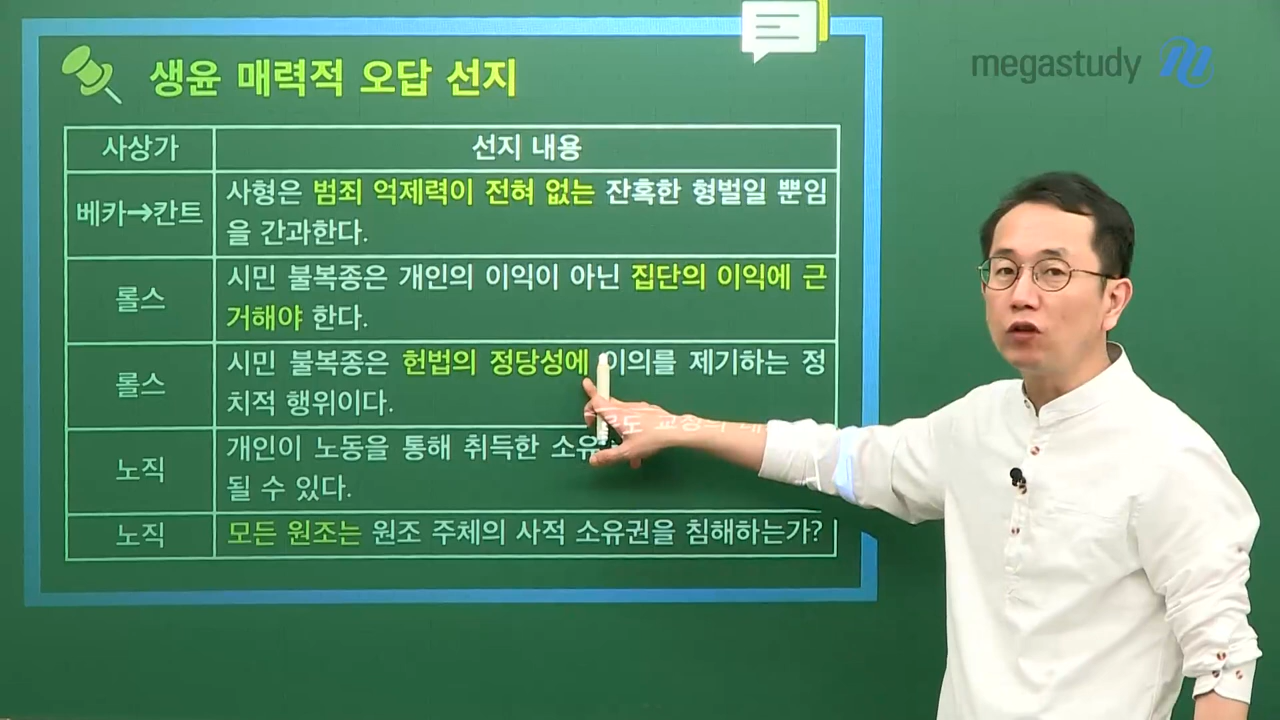 megastudy
생윤 매력적 오답 선지
사상가 선지 내용
베카→칸트 사형은 범죄 억제력이 전혀 없는 잔혹한 형벌일 뿐임
을 간과한다.
롤스 시민 불복종은 개인의 이익이 아닌 집단의 이익에 근
거해야 한다.
롤스 시민 불복종은 헌법의 정당성에 이의를 제기하는 정
치적 행위이다.
노직 개인이 노동을 통해 취득한 소유
될 수 있다.
노직 모든 원조는 원조 주체의 사적 소유권을 침해하는가?